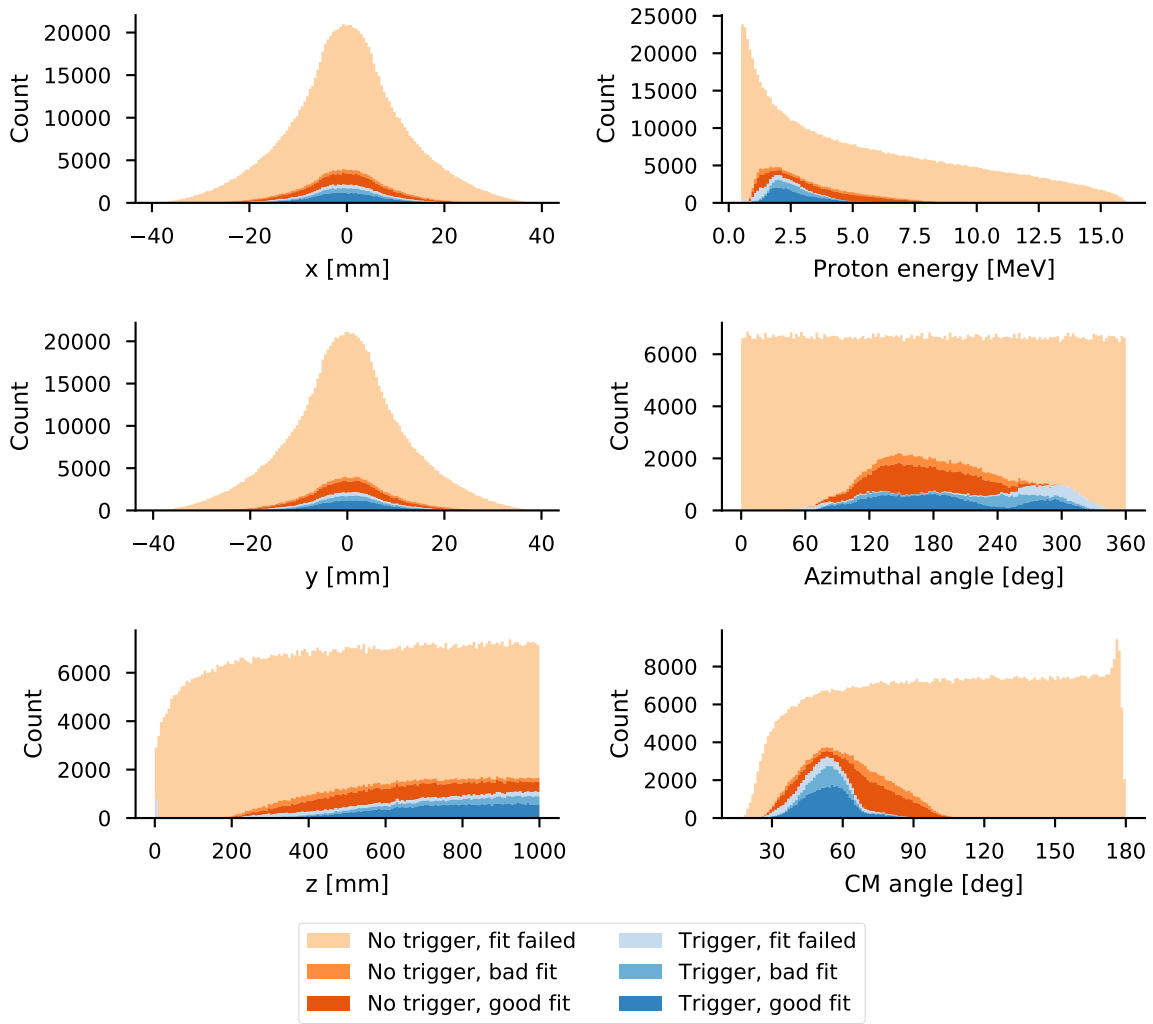 20000
15000
10000
5000
0
Count
−40 −20 0 20 40
x [mm]
25000
20000
15000
10000
5000
0
Count
0.0 2.5 5.0 7.5 10.0 12.5 15.0
Proton energy [MeV]
20000
15000
10000
5000
0
Count
−40 −20 0 20 40
y [mm]
6000
4000
2000
0
Count
0 60 120 180 240 300 360
Azimuthal angle [deg]
6000
4000
2000
0
Count
0 200 400 600 800 1000
z [mm]
8000
6000
4000
2000
0
Count
30 60 90 120 150 180
CM angle [deg]
No trigger, fit failed
No trigger, bad fit
No trigger, good fit
Trigger, fit failed
Trigger, bad fit
Trigger, good fit